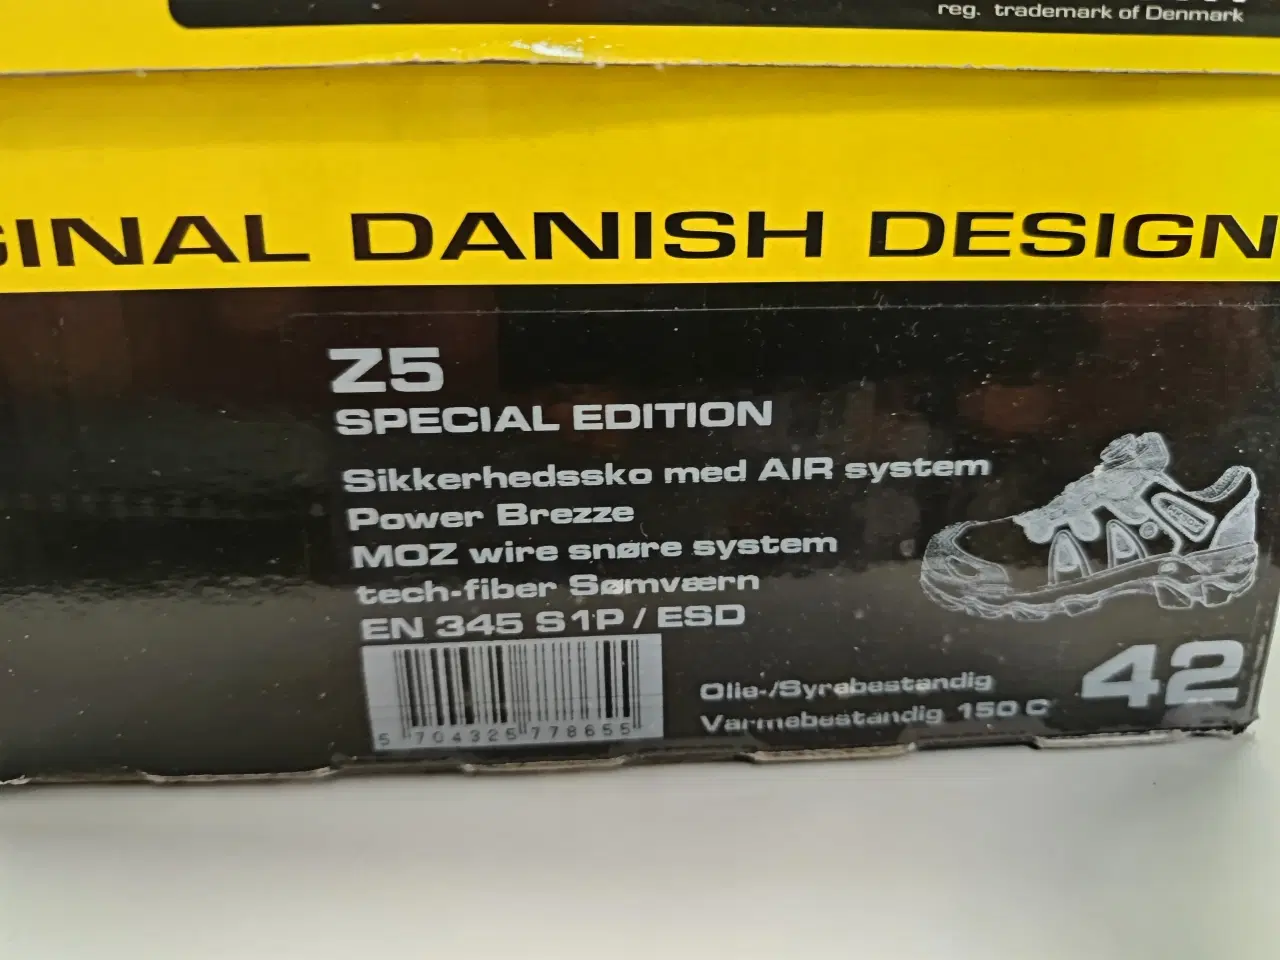 reg. trademark of Denmark
GINAL DANISH DESIGN
Z5
SPECIAL EDITION
Sikkerhedssko med AIR system
Power Brezze
MOZ wire snøre system
tech-fiber Sømværn
EN 345 S1P / ESD
5 704325 778655
Olie-/Syrebestandig
Varmebestandig 150 C
42